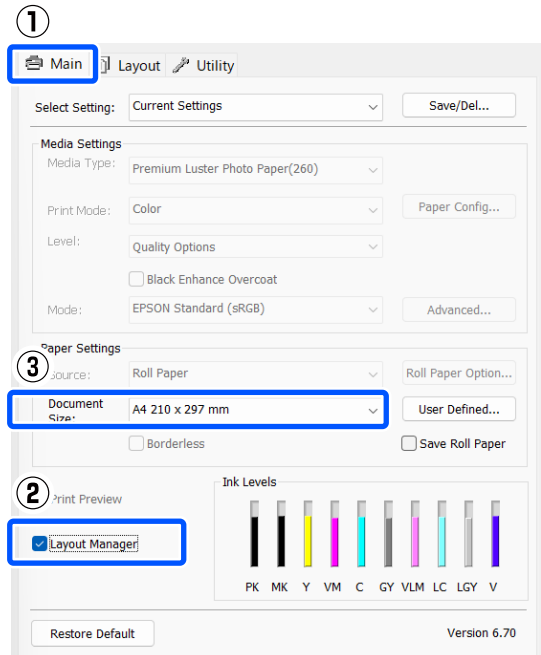 ①
Main Layout Utility
Select Setting: Current Settings Save/Del...
Media Settings
Media Type: Premium Luster Photo Paper(260)
Print Mode: Color Paper Config...
Level: Quality Options
Black Enhance Overcoat
Mode: EPSON Standard (sRGB) Advanced...
Paper Settings
③
Source: Roll Paper Roll Paper Option...
Document
Size: A4 210 x 297 mm User Defined...
Borderless Save Roll Paper
②
Print Preview
Layout Manager
Ink Levels
PK MK Y VM C GY VLM LC LGY V
Restore Default Version 6.70